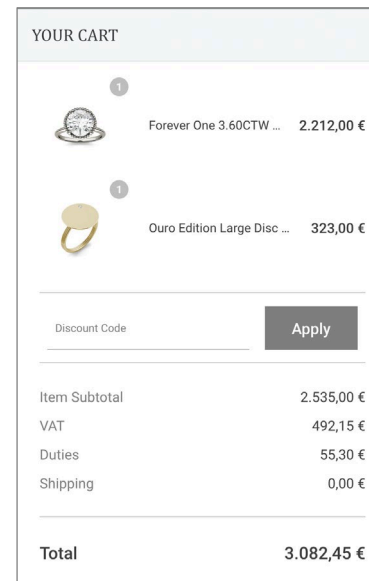 YOUR CART
1
Forever One 3.60CTW ... 2.212,00 €
1
Ouro Edition Large Disc ... 323,00 €
Discount Code Apply
Item Subtotal 2.535,00 €
VAT 492,15 €
Duties 55,30 €
Shipping 0,00 €
Total 3.082,45 €